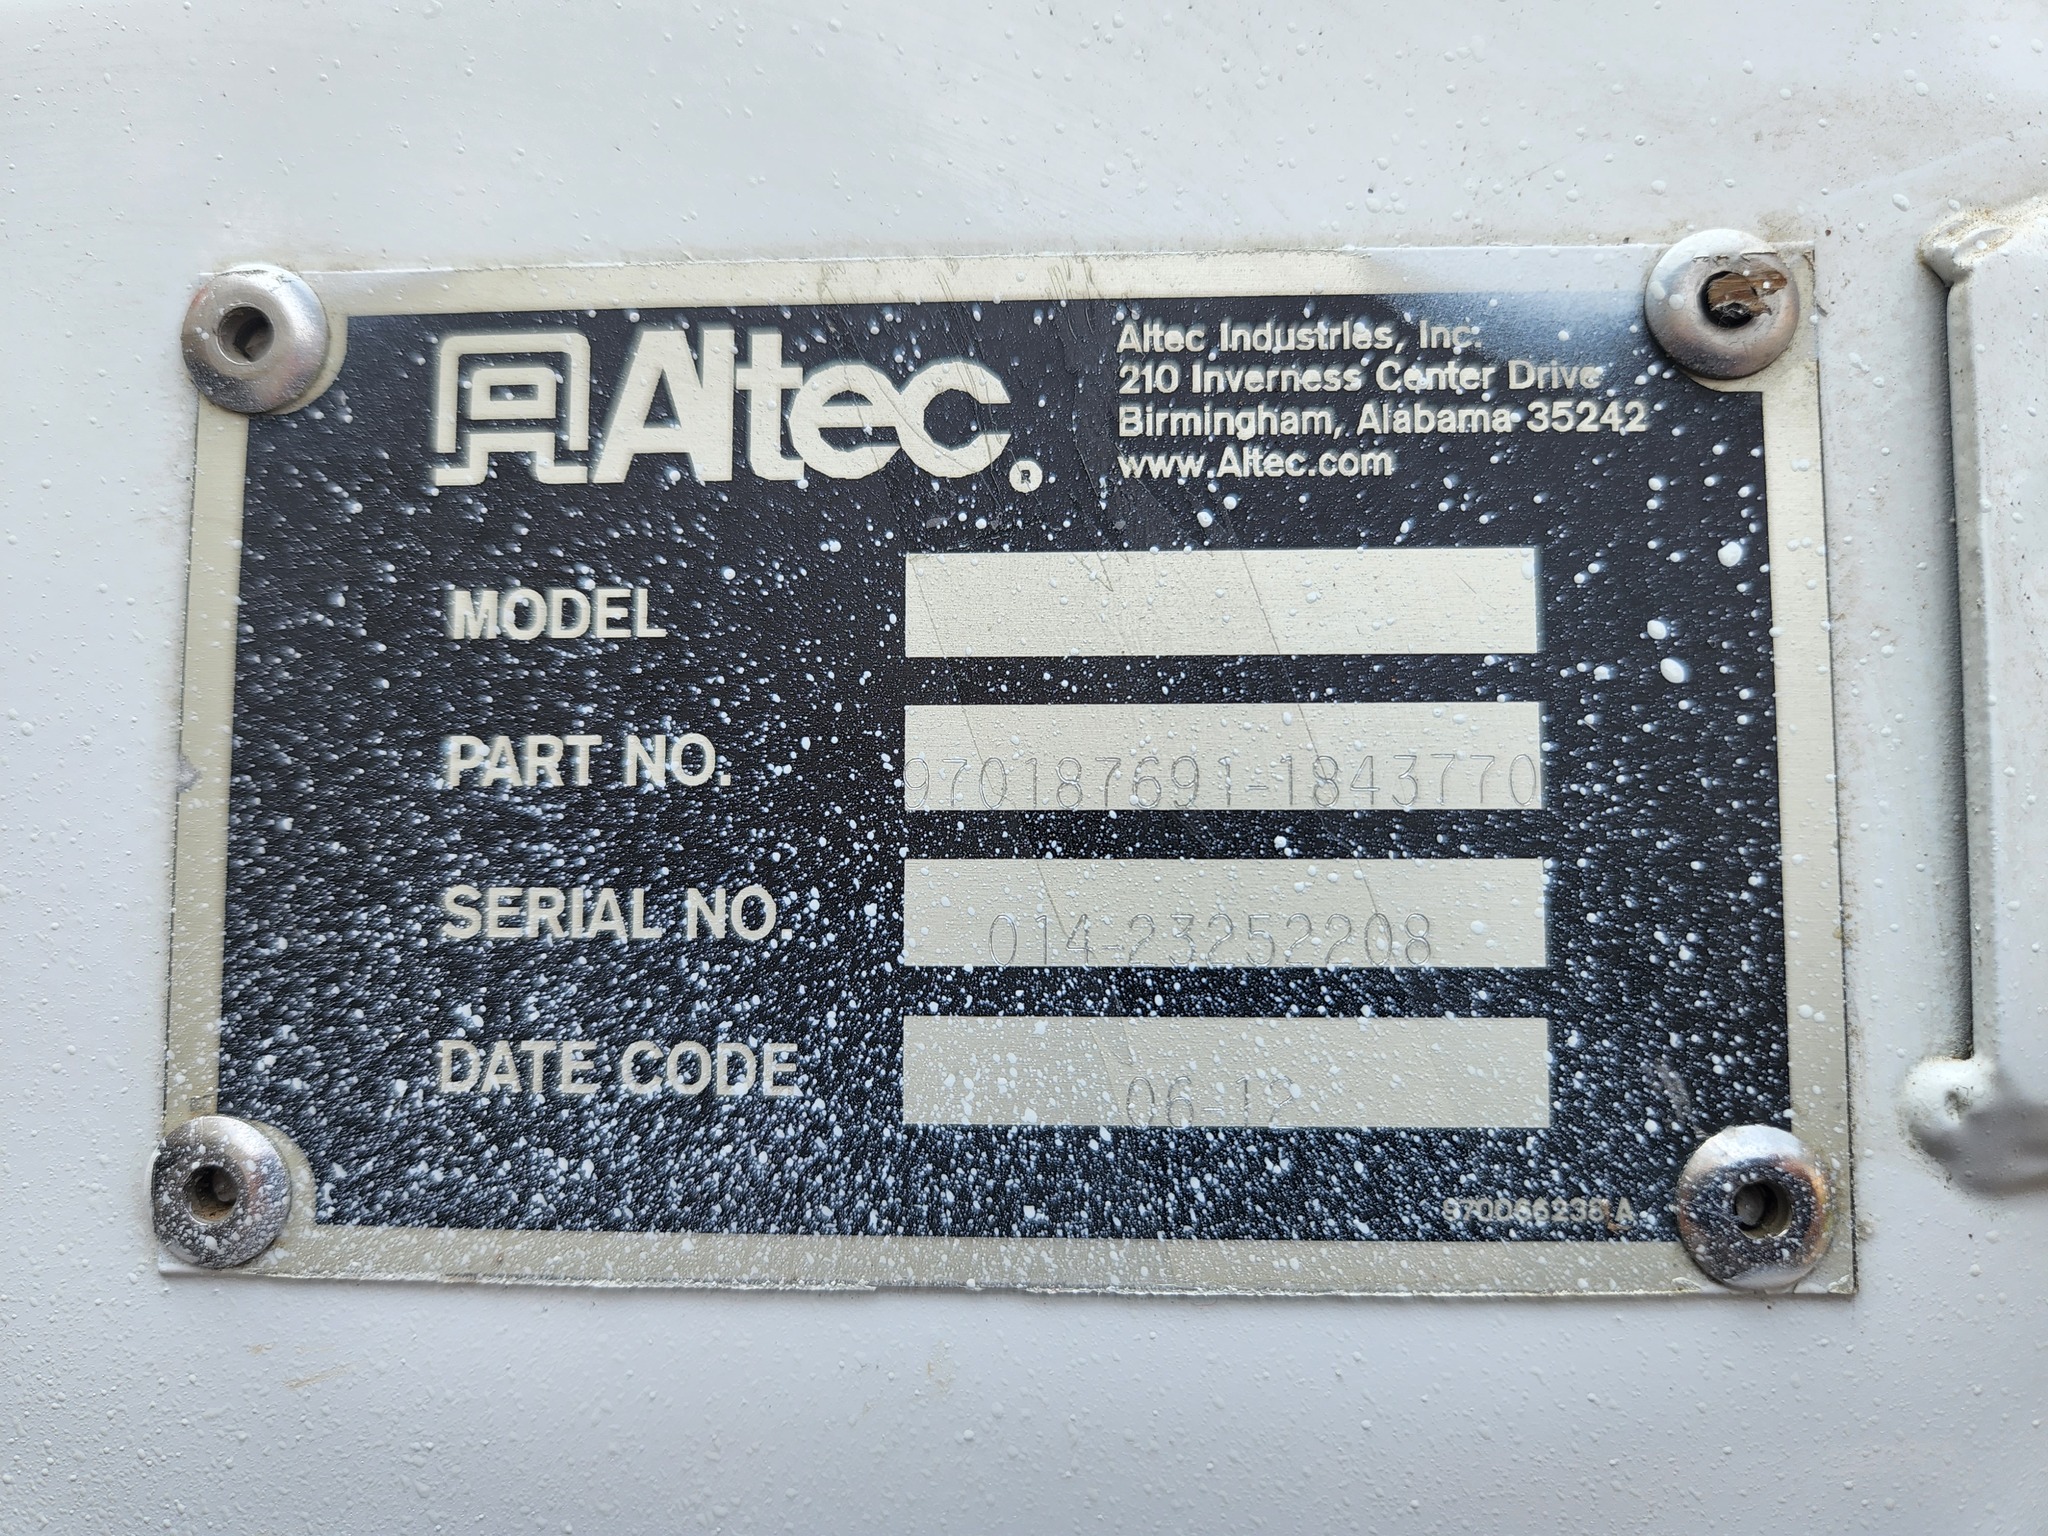 Altec®
Altec Industries, Inc.
210 Inverness Center Drive
Birmingham, Alabama 35242
www.Altec.com
MODEL
PART NO. 970187691-1843770
SERIAL NO. 014-23252208
DATE CODE 06-12
970066238 A